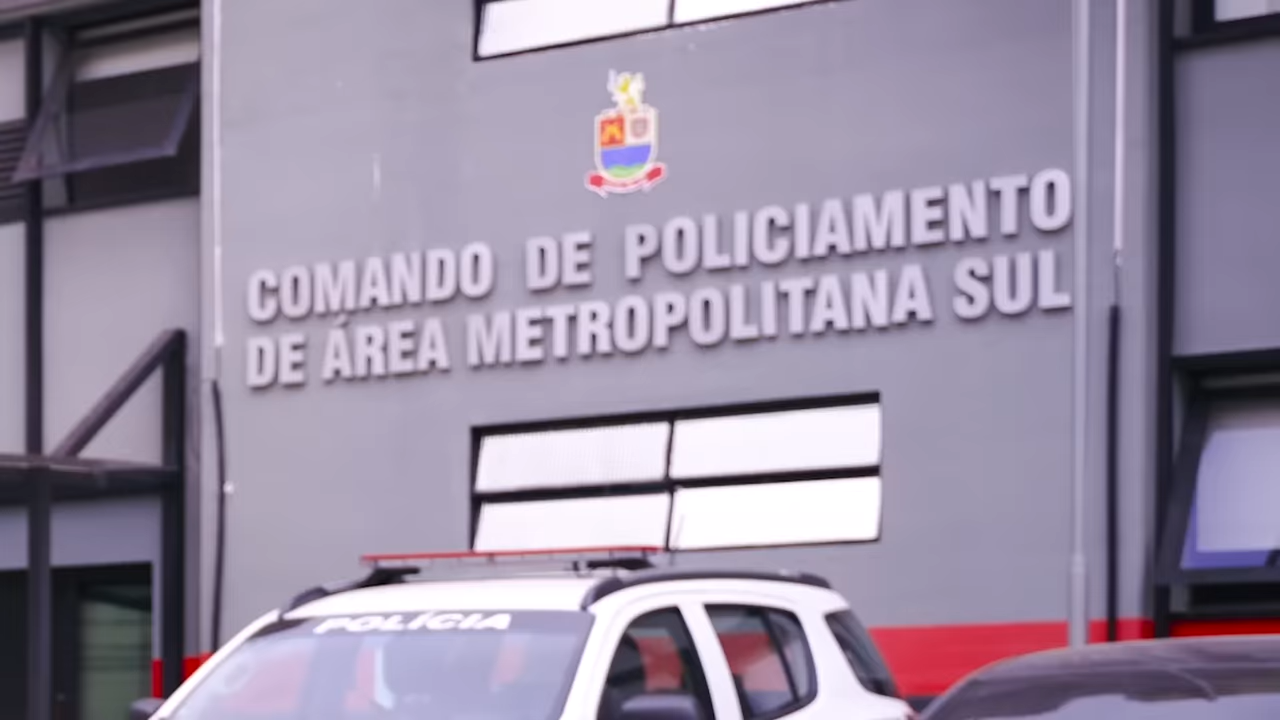 COMANDO DE POLICIAMENTO
DE ÁREA METROPOLITANA SUL
POLÍCIA